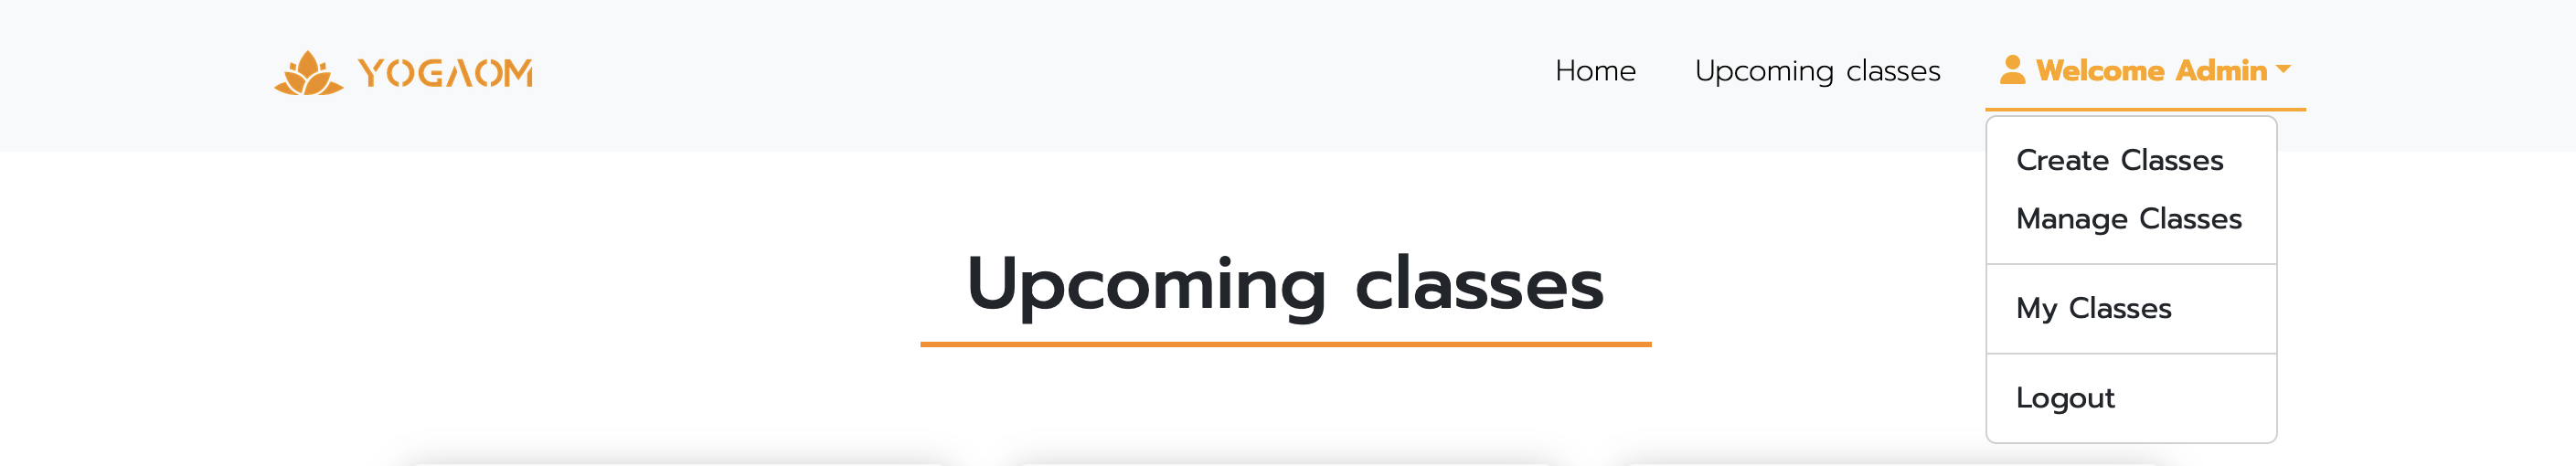 YOGAOM
Home Upcoming classes Welcome Admin
Create Classes
Manage Classes
My Classes
Logout
Upcoming classes